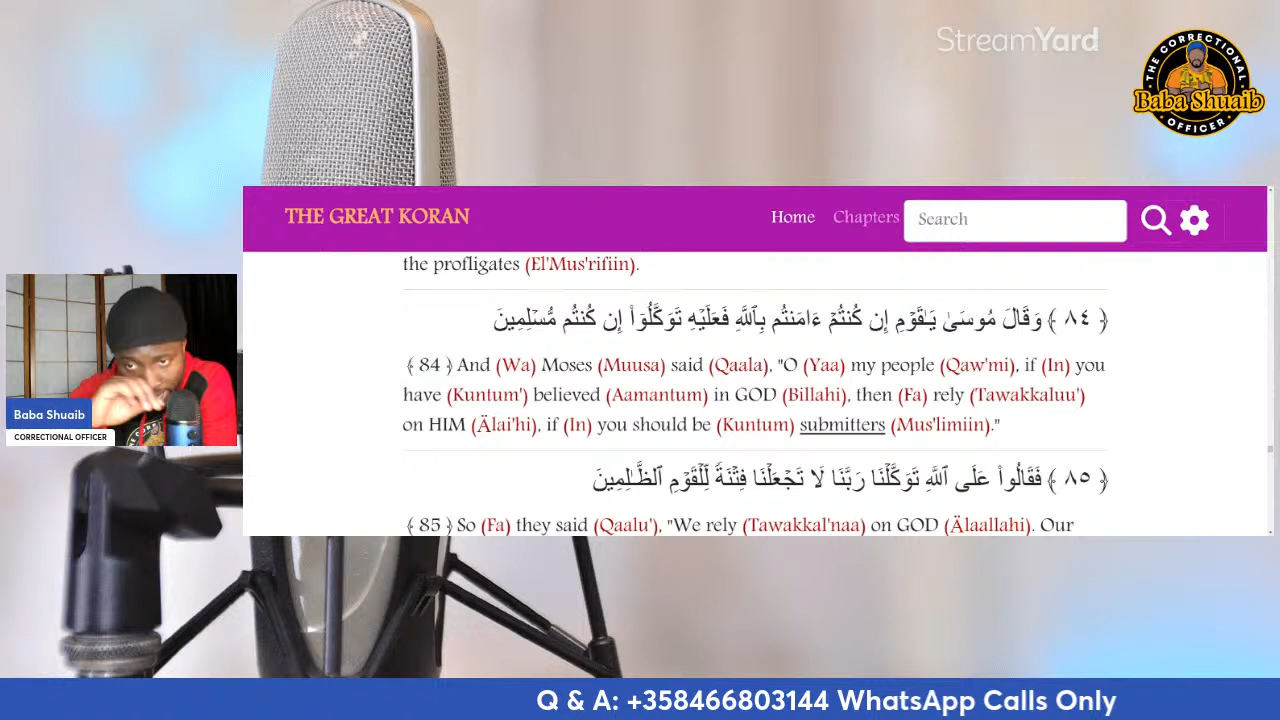 StreamYard
THE CORRECTIONAL
Baba Shuaib
OFFICER
THE GREAT KORAN
Home
Chapters
Search
the profligates (El'Mus'rifiin).
﴿ ٨٤ ﴾ وَقَالَ مُوسَىٰ يَـٰقَوْمِ إِن كُنتُمْ ءَامَنتُم بِٱللَّهِ فَعَلَيْهِ تَوَكَّلُوٓا۟ إِن كُنتُم مُّسْلِمِينَ
﴾ 84 ﴿ And (Wa) Moses (Muusa) said (Qaala), "O (Yaa) my people (Qaw'mi), if (In) you
have (Kuntum') believed (Aamantum) in GOD (Billahi), then (Fa) rely (Tawakkaluu')
on HIM (Älai'hi), if (In) you should be (Kuntum) submitters (Mus'limiin)."
﴿ ٨٥ ﴾ فَقَالُوا۟ عَلَى ٱللَّهِ تَوَكَّلْنَا رَبَّنَا لَا تَجْعَلْنَا فِتْنَةً لِّلْقَوْمِ ٱلظَّـٰلِمِينَ
﴾ 85 ﴿ So (Fa) they said (Qaalu'), "We rely (Tawakkal'naa) on GOD (Älaallahi). Our
Baba Shuaib
CORRECTIONAL OFFICER
Q & A: +358466803144 WhatsApp Calls Only